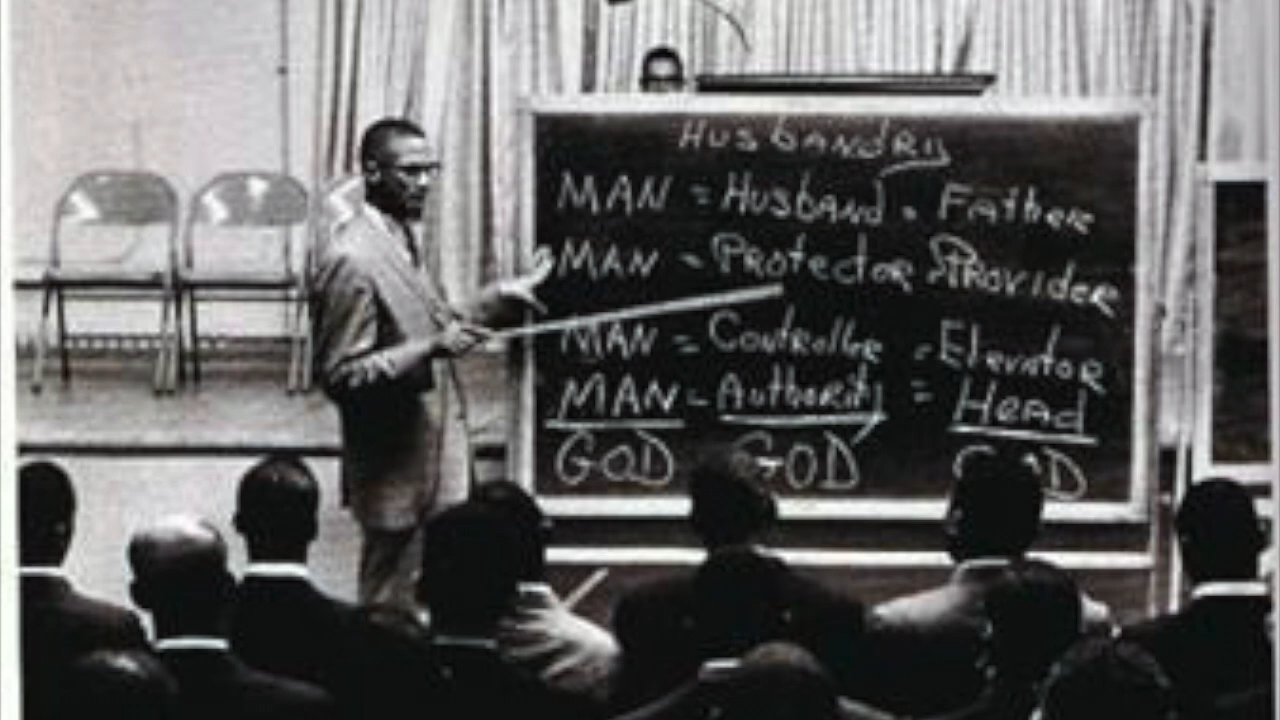 HusbandRy
MAN = Husband = Father
MAN = Protector = Provider
MAN = Controller = Elevator
MAN = Authority = Head
GOD GOD GOD